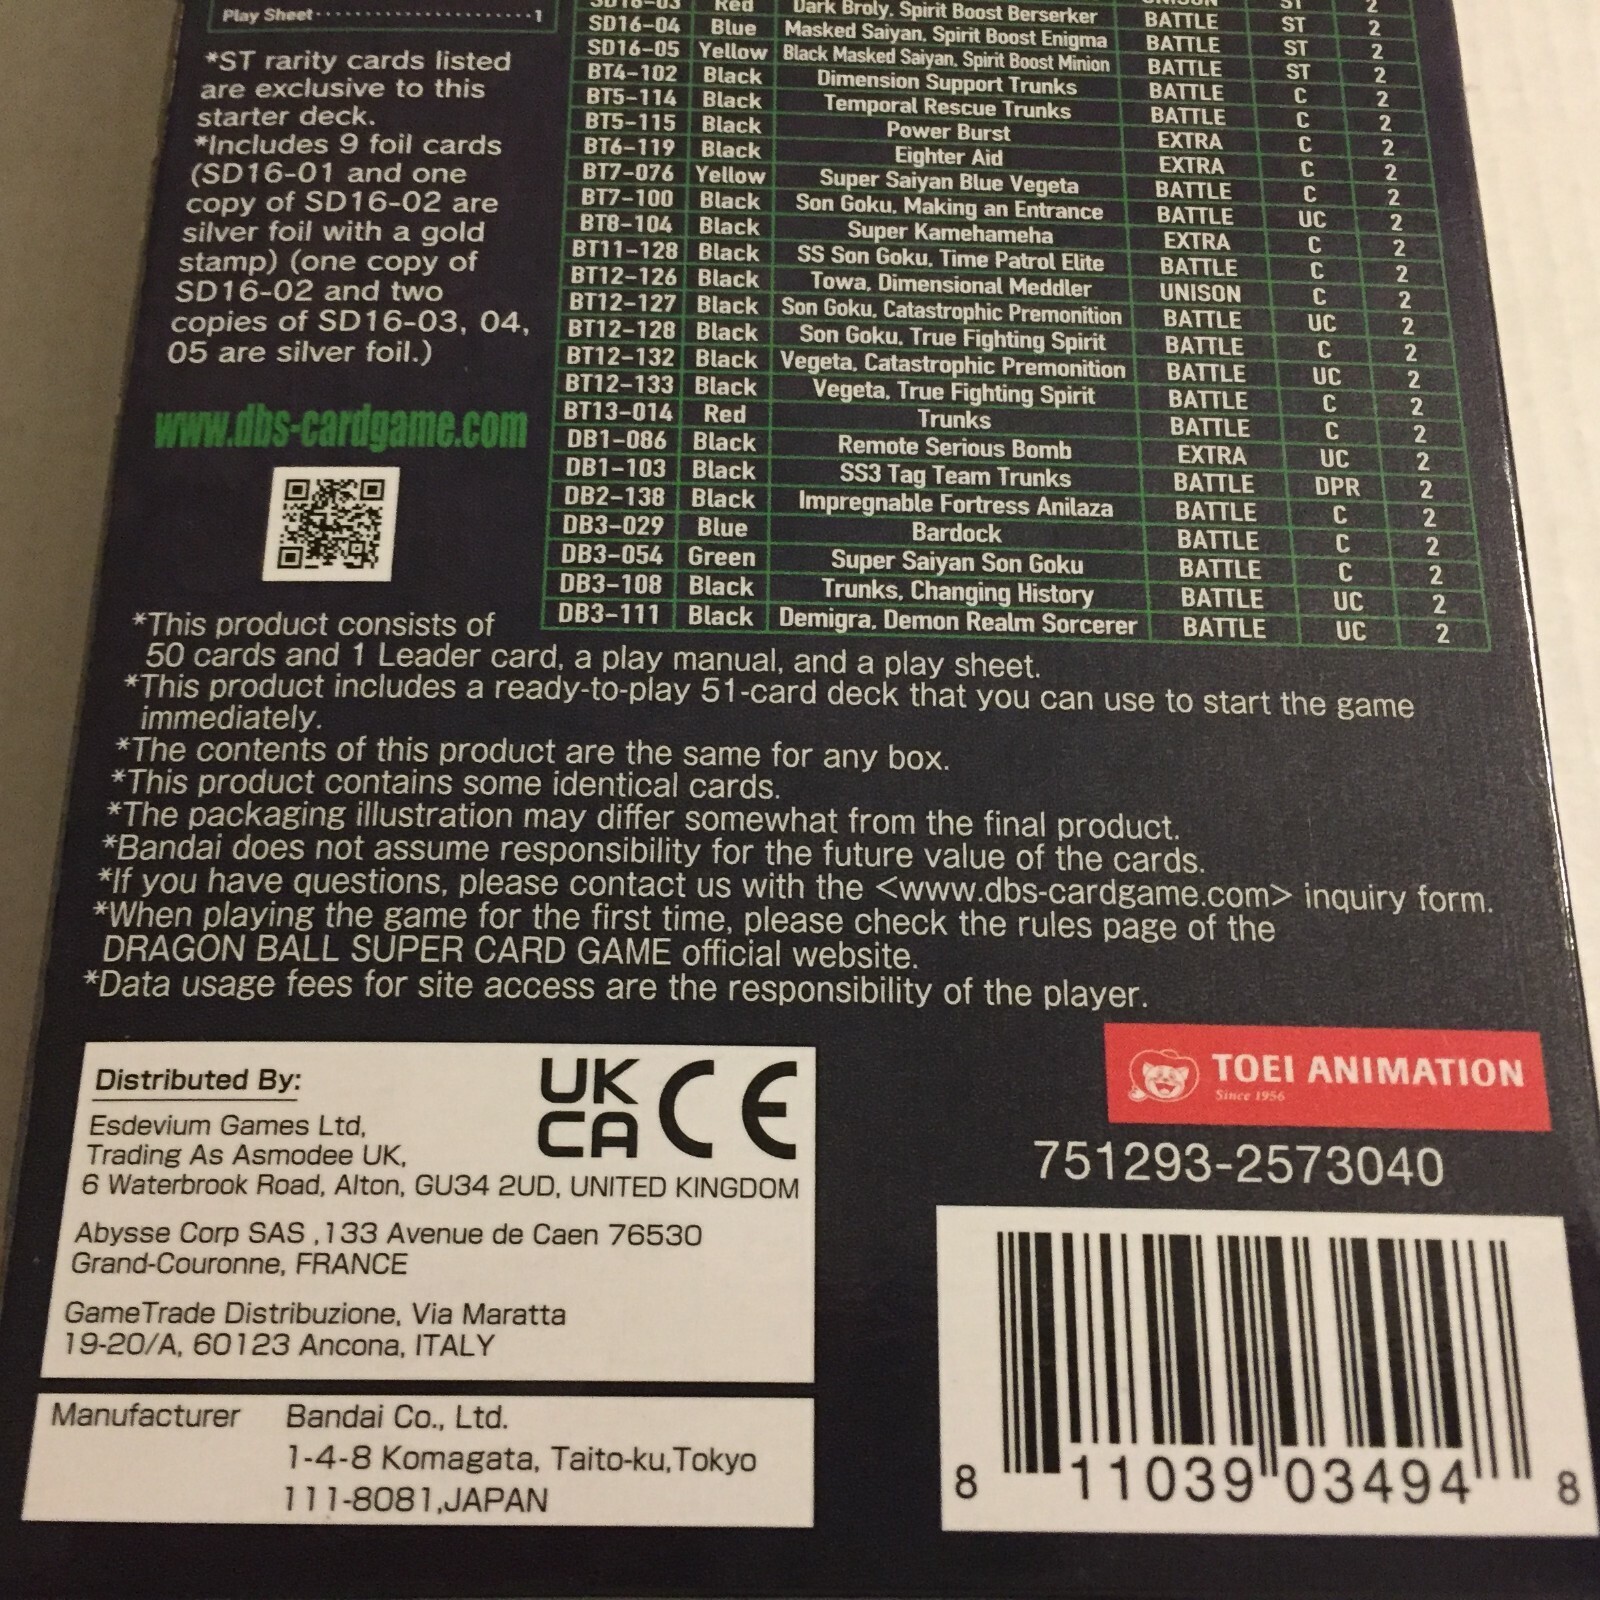 Play Sheet 1
*ST rarity cards listed
are exclusive to this
starter deck.
*Includes 9 foil cards
(SD16-01 and one
copy of SD16-02 are
silver foil with a gold
stamp) (one copy of
SD16-02 and two
copies of SD16-03, 04,
05 are silver foil.)
www.dbs-cardgame.com
SD16-03 Red Dark Broly, Spirit Boost Berserker UNISON ST 2
SD16-04 Blue Masked Saiyan, Spirit Boost Enigma BATTLE ST 2
SD16-05 Yellow Black Masked Saiyan, Spirit Boost Minion BATTLE ST 2
BT4-102 Black Dimension Support Trunks BATTLE C 2
BT5-114 Black Temporal Rescue Trunks BATTLE C 2
BT5-115 Black Power Burst EXTRA C 2
BT6-119 Black Eighter Aid EXTRA C 2
BT7-076 Yellow Super Saiyan Blue Vegeta BATTLE C 2
BT7-100 Black Son Goku, Making an Entrance BATTLE UC 2
BT8-104 Black Super Kamehameha EXTRA C 2
BT11-128 Black SS Son Goku, Time Patrol Elite BATTLE C 2
BT12-126 Black Towa, Dimensional Meddler UNISON C 2
BT12-127 Black Son Goku, Catastrophic Premonition BATTLE UC 2
BT12-128 Black Son Goku, True Fighting Spirit BATTLE C 2
BT12-132 Black Vegeta, Catastrophic Premonition BATTLE UC 2
BT12-133 Black Vegeta, True Fighting Spirit BATTLE C 2
BT13-014 Red Trunks BATTLE C 2
DB1-086 Black Remote Serious Bomb EXTRA UC 2
DB1-103 Black SS3 Tag Team Trunks BATTLE DPR 2
DB2-138 Black Impregnable Fortress Anilaza BATTLE C 2
DB3-029 Blue Bardock BATTLE C 2
DB3-054 Green Super Saiyan Son Goku BATTLE C 2
DB3-108 Black Trunks, Changing History BATTLE UC 2
DB3-111 Black Demigra, Demon Realm Sorcerer BATTLE UC 2
*This product consists of
50 cards and 1 Leader card, a play manual, and a play sheet.
*This product includes a ready-to-play 51-card deck that you can use to start the game
immediately.
*The contents of this product are the same for any box.
*This product contains some identical cards.
*The packaging illustration may differ somewhat from the final product.
*Bandai does not assume responsibility for the future value of the cards.
*If you have questions, please contact us with the <www.dbs-cardgame.com> inquiry form.
*When playing the game for the first time, please check the rules page of the
DRAGON BALL SUPER CARD GAME official website.
*Data usage fees for site access are the responsibility of the player.
Distributed By:
UK
CA CE
Esdevium Games Ltd,
Trading As Asmodee UK,
6 Waterbrook Road, Alton, GU34 2UD, UNITED KINGDOM
Abysse Corp SAS ,133 Avenue de Caen 76530
Grand-Couronne, FRANCE
GameTrade Distribuzione, Via Maratta
19-20/A, 60123 Ancona, ITALY
Manufacturer Bandai Co., Ltd.
1-4-8 Komagata, Taito-ku,Tokyo
111-8081,JAPAN
TOEI ANIMATION
Since 1956
751293-2573040
8 11039 03494 8